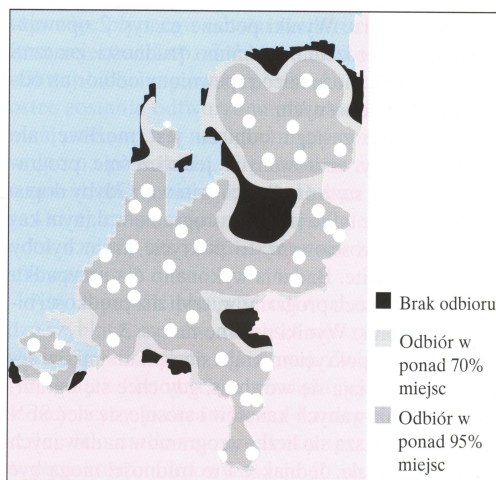 Brak odbioru
Odbiór w
ponad 70%
miejsc
Odbiór w
ponad 95%
miejsc